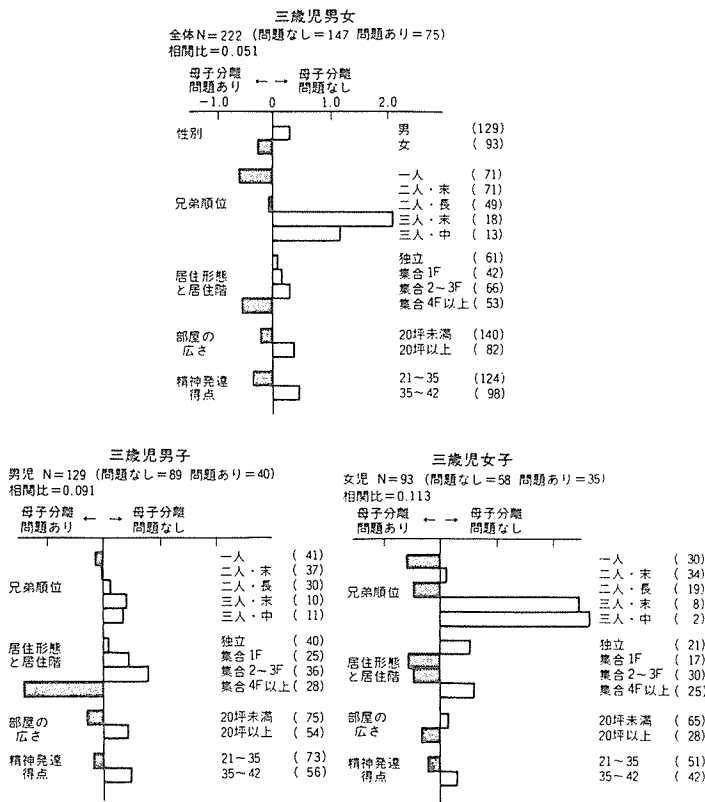 三歳児男女
全体N=222 (問題なし=147 問題あり=75)
相関比=0.051
母子分離 ← → 母子分離
問題あり 問題なし
-1.0 0 1.0 2.0
性別 男 (129)
女 ( 93)
一人 ( 71)
二人・末 ( 71)
兄弟順位 二人・長 ( 49)
三人・末 ( 18)
三人・中 ( 13)
独立 ( 61)
居住形態 集合1F ( 42)
と居住階 集合2~3F ( 66)
集合4F以上 ( 53)
部屋の 20坪未満 (140)
広さ 20坪以上 ( 82)
精神発達 21~35 (124)
得点 35~42 ( 98)
三歳児男子
男児 N=129 (問題なし=89 問題あり=40)
相関比=0.091
母子分離 ← → 母子分離
問題あり 問題なし
一人 ( 41)
二人・末 ( 37)
兄弟順位 二人・長 ( 30)
三人・末 ( 10)
三人・中 ( 11)
独立 ( 40)
居住形態 集合1F ( 25)
と居住階 集合2~3F ( 36)
集合4F以上 ( 28)
部屋の 20坪未満 ( 75)
広さ 20坪以上 ( 54)
精神発達 21~35 ( 73)
得点 35~42 ( 56)
三歳児女子
女児 N=93 (問題なし=58 問題あり=35)
相関比=0.113
母子分離 ← → 母子分離
問題あり 問題なし
一人 ( 30)
二人・末 ( 34)
兄弟順位 二人・長 ( 19)
三人・末 ( 8)
三人・中 ( 2)
独立 ( 21)
居住形態 集合1F ( 17)
と居住階 集合2~3F ( 30)
集合4F以上 ( 25)
部屋の 20坪未満 ( 65)
広さ 20坪以上 ( 28)
精神発達 21~35 ( 51)
得点 35~42 ( 42)